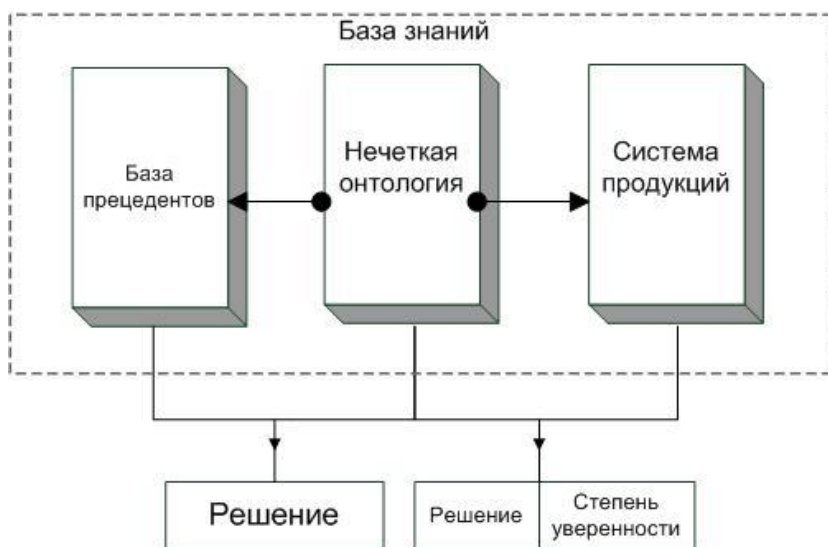 База знаний
База
прецедентов
Нечеткая
онтология
Система
продукций
Решение
Решение
Степень
уверенности